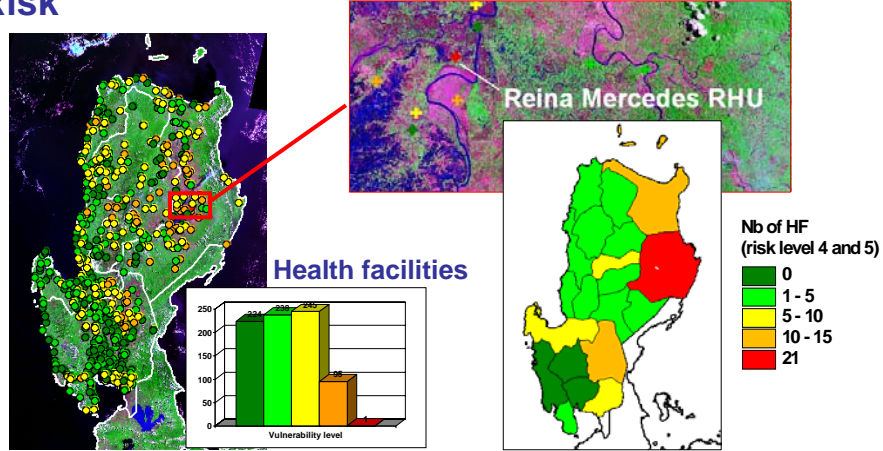 Risk
Reina Mercedes RHU
Health facilities
250
200
150
100
50
0
224
238
245
95
1
Vulnerability level
Nb of HF
(risk level 4 and 5)
0
1 - 5
5 - 10
10 - 15
21